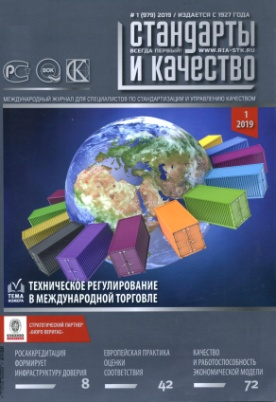 # 1 (979) 2019 / ИЗДАЕТСЯ С 1927 ГОДА
СТАНДАРТЫ
ВСЕГДА ПЕРВЫЙ! WWW.RIA-STK.RU
И КАЧЕСТВО
МЕЖДУНАРОДНЫЙ ЖУРНАЛ ДЛЯ СПЕЦИАЛИСТОВ ПО СТАНДАРТИЗАЦИИ И УПРАВЛЕНИЮ КАЧЕСТВОМ
1
2019
ТЕХНИЧЕСКОЕ РЕГУЛИРОВАНИЕ
В МЕЖДУНАРОДНОЙ ТОРГОВЛЕ
ТЕМА
НОМЕРА
СТРАТЕГИЧЕСКИЙ ПАРТНЕР
«БЮРО ВЕРИТАС»
РОСАККРЕДИТАЦИЯ
ФОРМИРУЕТ
ИНФРАСТРУКТУРУ ДОВЕРИЯ
8
ЕВРОПЕЙСКАЯ ПРАКТИКА
ОЦЕНКИ
СООТВЕТСТВИЯ
42
КАЧЕСТВО
И РАБОТОСПОСОБНОСТЬ
ЭКОНОМИЧЕСКОЙ МОДЕЛИ
72